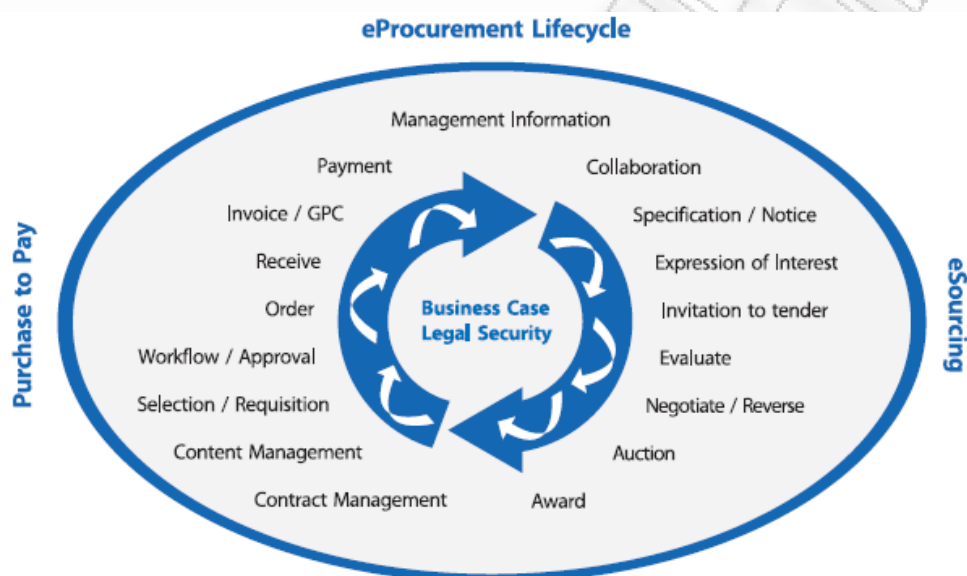 eProcurement Lifecycle
Management Information
Payment
Collaboration
Invoice / GPC
Specification / Notice
Receive
Expression of Interest
Order
Invitation to tender
Workflow / Approval
Evaluate
Selection / Requisition
Negotiate / Reverse
Content Management
Auction
Contract Management
Award
Business Case
Legal Security
Purchase to Pay
eSourcing